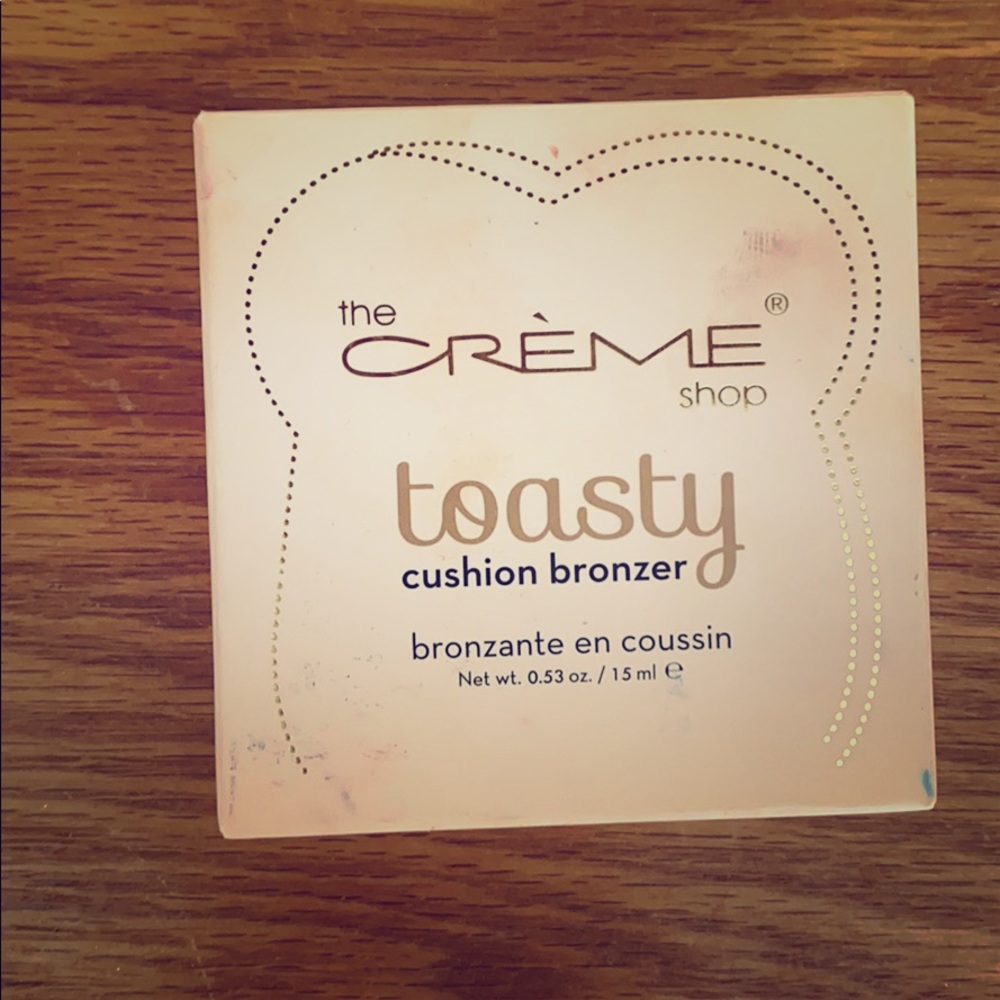 the
CRÈME®
shop
toasty
cushion bronzer
bronzante en coussin
Net wt. 0.53 oz. / 15 ml ℮